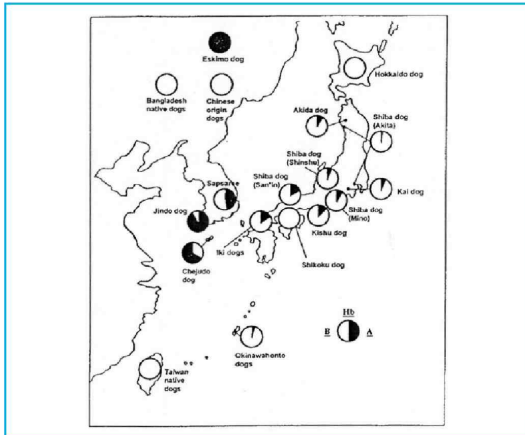 Eskimo dog
Bangladesh
native dogs
Chinese
origin
dogs
Hokkaido dog
Akida dog
Shiba dog
(Akita)
Shiba dog
(Shinshu)
Shiba dog
(San'in)
Sapsaree
Kai dog
Jindo dog
Shiba dog
(Mino)
Iki dogs
Kishu dog
Shikoku dog
Chejudo
dog
Hb
B
A
Okinawahonto
dogs
Taiwan
native
dogs